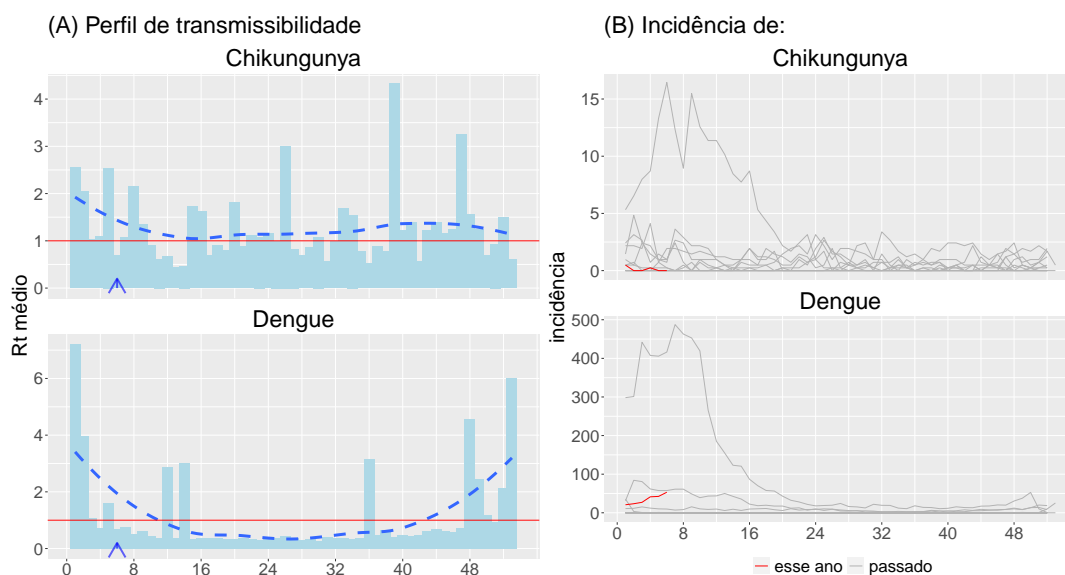 (A) Perfil de transmissibilidade
Chikungunya
4
3
2
1
0
Dengue
6
4
2
0
0 8 16 24 32 40 48
Rt médio
(B) Incidência de:
Chikungunya
15
10
5
0
Dengue
500
400
300
200
100
0
0 8 16 24 32 40 48
incidência
esse ano passado